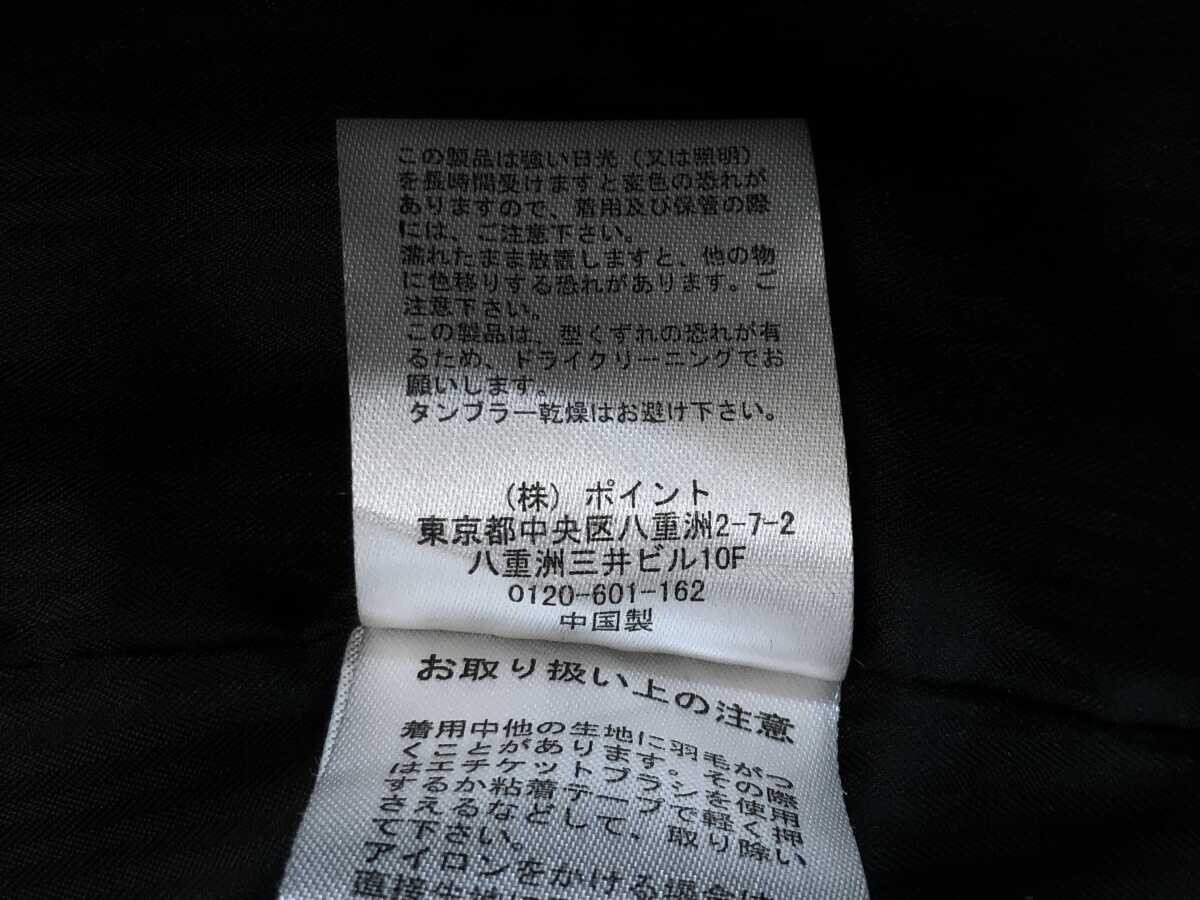 この製品は強い日光(又は照明)
を長時間受けますと変色の恐れが
ありますので、着用及び保管の際
には、ご注意下さい。
濡れたまま放置しますと、他の物
に色移りする恐れがあります。ご
注意下さい。
この製品は、型くずれの恐れが有
るため、ドライクリーニングでお
願いします。
タンブラー乾燥はお避け下さい。
(株)ポイント
東京都中央区八重洲2-7-2
八重洲三井ビル10F
0120-601-162
中国製
お取り扱い上の注意
着用中他の生地に羽毛がつ
くことがあります。その際
はエチケットブラシを使用
するか粘着テープで軽く押
さえるなどして、取り除い
て下さい。
アイロンをかける場合は
直接生地に